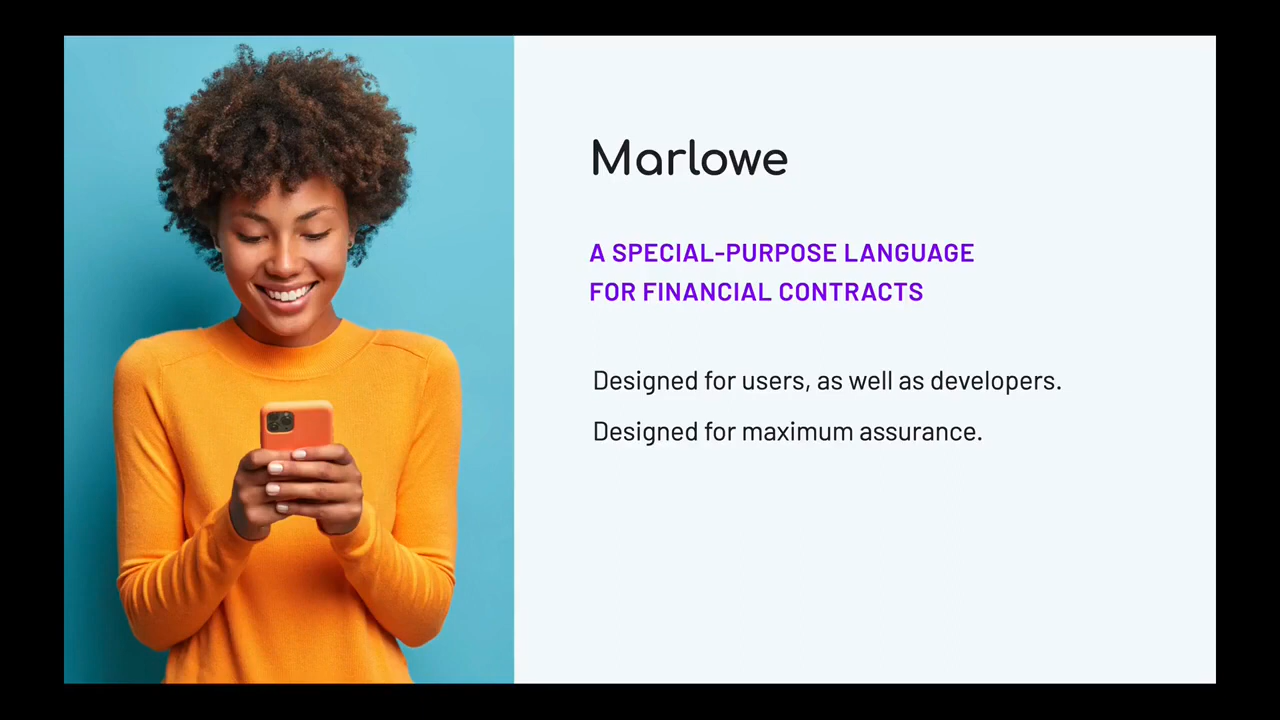 Marlowe
A SPECIAL-PURPOSE LANGUAGE
FOR FINANCIAL CONTRACTS
Designed for users, as well as developers.
Designed for maximum assurance.